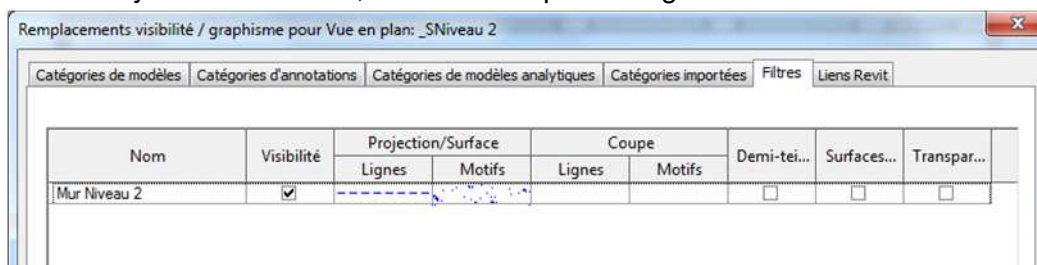 Remplacements visibilité / graphisme pour Vue en plan: _SNiveau 2
Catégories de modèles Catégories d'annotations Catégories de modèles analytiques Catégories importées Filtres Liens Revit
Nom Visibilité Projection/Surface Coupe Demi-tei... Surfaces... Transpar...
Lignes Motifs Lignes Motifs
Mur Niveau 2